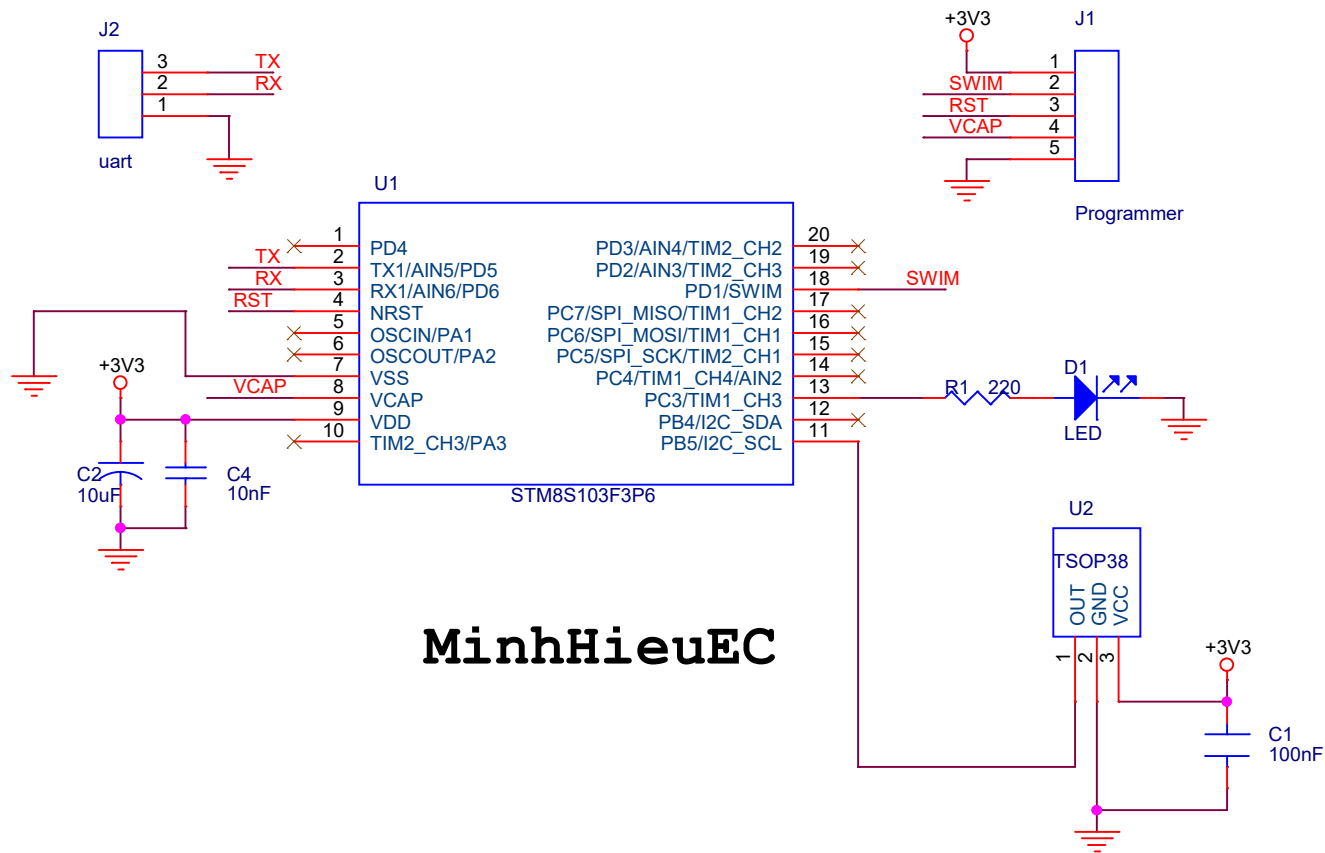 J2
3 TX
2 RX
1
uart
+3V3
J1
1
SWIM 2
RST 3
VCAP 4
5
Programmer
U1
1 PD4
TX 2 TX1/AIN5/PD5
RX 3 RX1/AIN6/PD6
RST 4 NRST
5 OSCIN/PA1
6 OSCOUT/PA2
7 VSS
VCAP 8 VCAP
9 VDD
10 TIM2_CH3/PA3
PD3/AIN4/TIM2_CH2 20
PD2/AIN3/TIM2_CH3 19
PD1/SWIM 18 SWIM
PC7/SPI_MISO/TIM1_CH2 17
PC6/SPI_MOSI/TIM1_CH1 16
PC5/SPI_SCK/TIM2_CH1 15
PC4/TIM1_CH4/AIN2 14
PC3/TIM1_CH3 13
PB4/I2C_SDA 12
PB5/I2C_SCL 11
STM8S103F3P6
+3V3
C2
10uF
C4
10nF
R1 220
D1
LED
U2
TSOP38
OUT
GND
VCC
1
2
3
+3V3
C1
100nF
MinhHieuEC